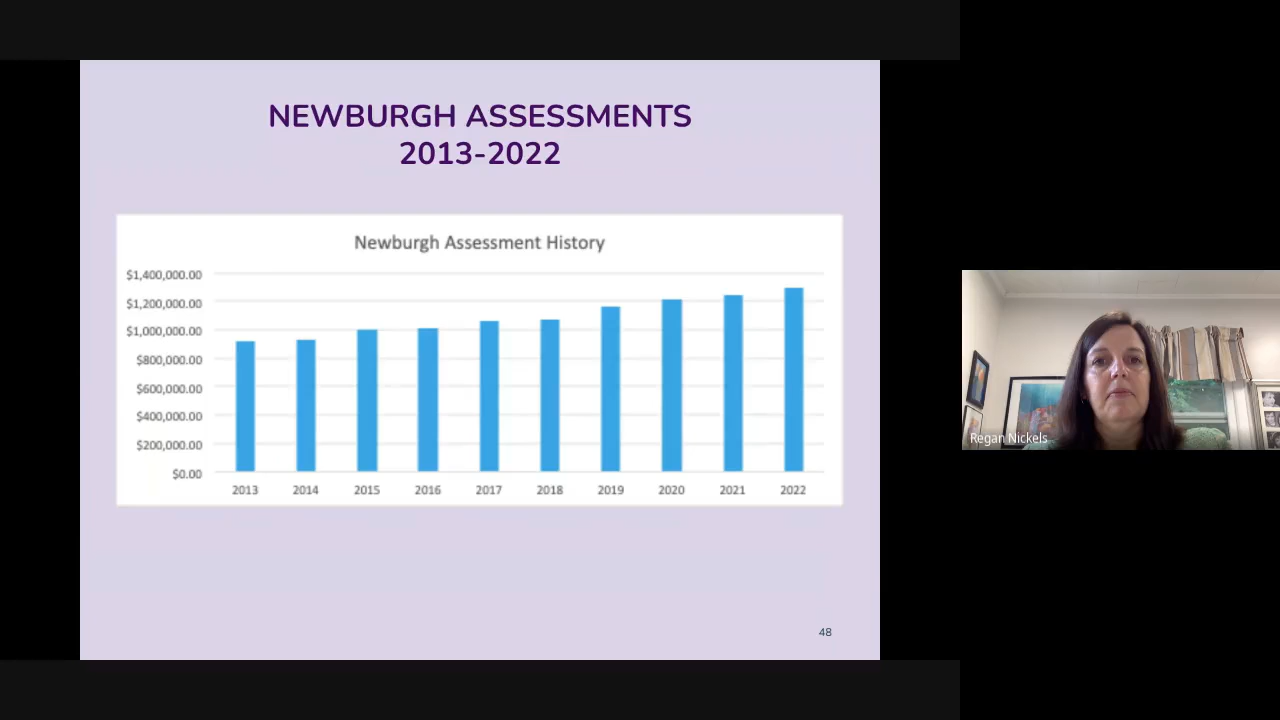 NEWBURGH ASSESSMENTS
2013-2022
Newburgh Assessment History
$1,400,000.00
$1,200,000.00
$1,000,000.00
$800,000.00
$600,000.00
$400,000.00
$200,000.00
$0.00
2013 2014 2015 2016 2017 2018 2019 2020 2021 2022
48
Regan Nickels